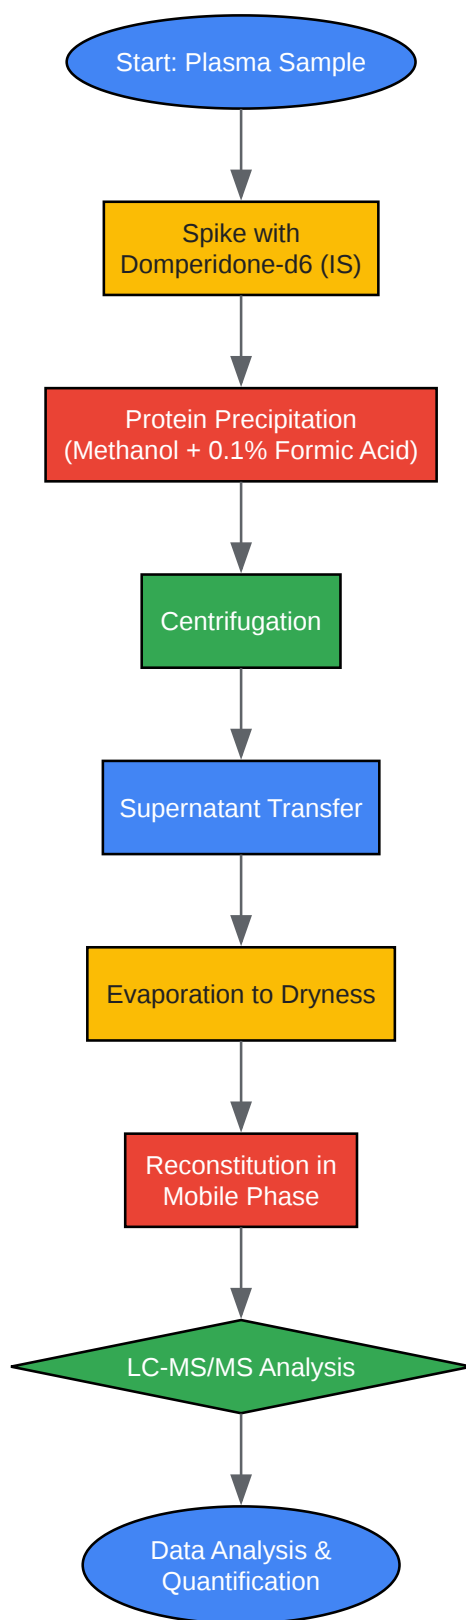 Start: Plasma Sample
Spike with
Domperidone-d6 (IS)
Protein Precipitation
(Methanol + 0.1% Formic Acid)
Centrifugation
Supernatant Transfer
Evaporation to Dryness
Reconstitution in
Mobile Phase
LC-MS/MS Analysis
Data Analysis &
Quantification